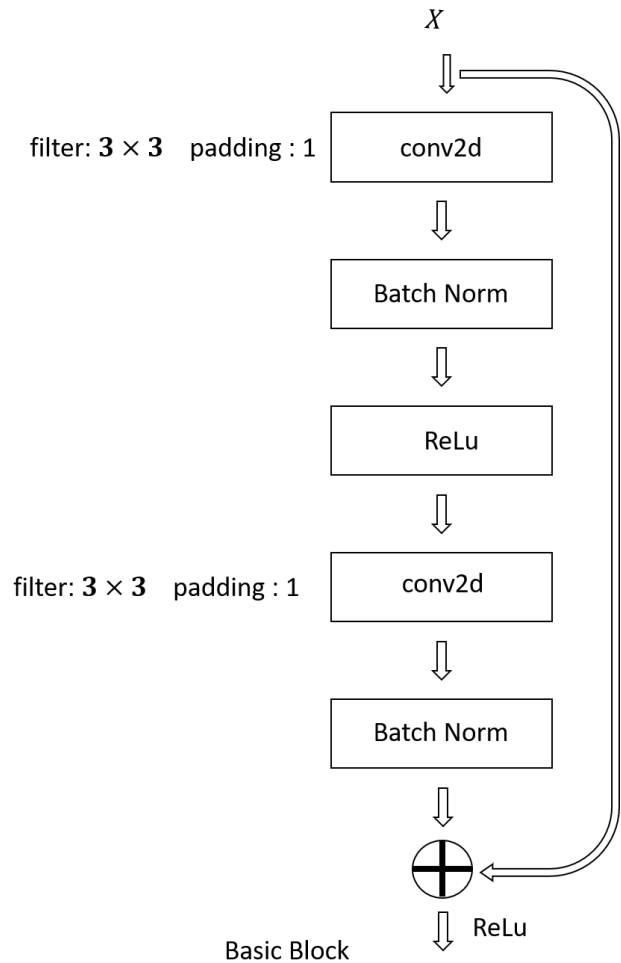 X
filter: 3 × 3 padding : 1
conv2d
Batch Norm
ReLu
filter: 3 × 3 padding : 1
conv2d
Batch Norm
ReLu
Basic Block